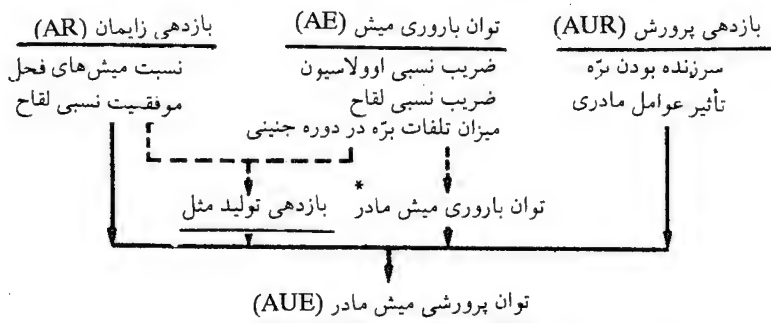 بازدهی پرورش (AUR)
سرزنده بودن برّه
تأثیر عوامل مادری
توان باروری میش (AE)
ضریب نسبی اوولاسیون
ضریب نسبی لقاح
میزان تلفات برّه در دوره جنینی
بازدهی زایمان (AR)
نسبت میش‌های فحل
موفقیت نسبی لقاح
توان باروری میش مادر*
بازدهی تولید مثل
توان پرورشی میش مادر (AUE)